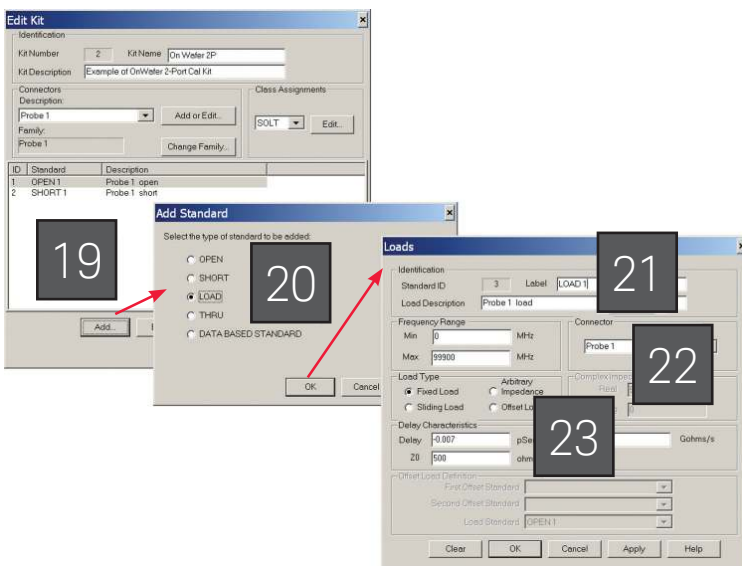 Edit Kit
Identification
Kit Number 2 Kit Name On Wafer 2P
Kit Description Example of OnWafer 2-Port Cal Kit
Connectors
Description:
Probe 1 Add or Edit...
Family:
Probe 1 Change Family...
Class Assignments
SOLT Edit...
ID Standard Description
1 OPEN 1 Probe 1 open
2 SHORT 1 Probe 1 short
19
Add...
Add Standard
Select the type of standard to be added:
OPEN
SHORT
LOAD
THRU
DATA BASED STANDARD
20
OK Cancel
Loads
Identification
Standard ID 3 Label LOAD 1
Load Description Probe 1 load
21
Frequency Range
Min 0 MHz
Max 99900 MHz
Connector
Probe 1
22
Load Type
Fixed Load Arbitrary Impedance
Sliding Load
Real
Delay Characteristics
Delay -0.007 Gohms/s
Z0 500
23
Offset Load Definition
First Offset Standard
Second Offset Standard
Load Standard OPEN 1
Clear OK Cancel Apply Help